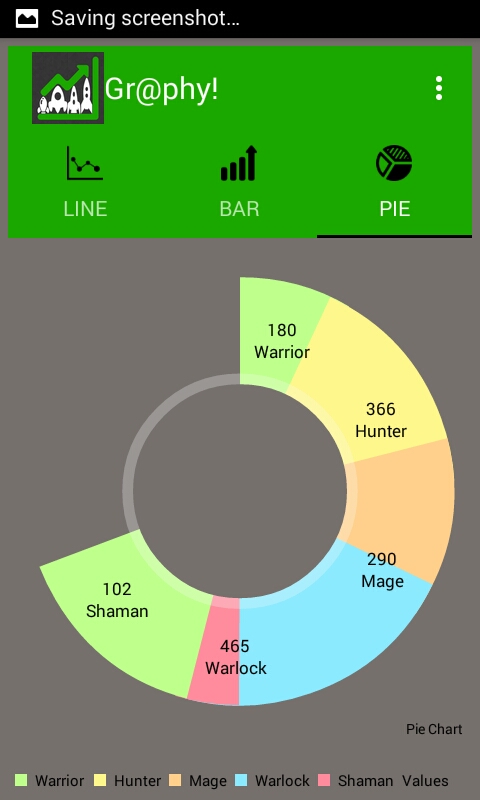 Saving screenshot...
Gr@phy!
LINE
BAR
PIE
180
Warrior
366
Hunter
290
Mage
102
Shaman
465
Warlock
Pie Chart
Warrior Hunter Mage Warlock Shaman Values